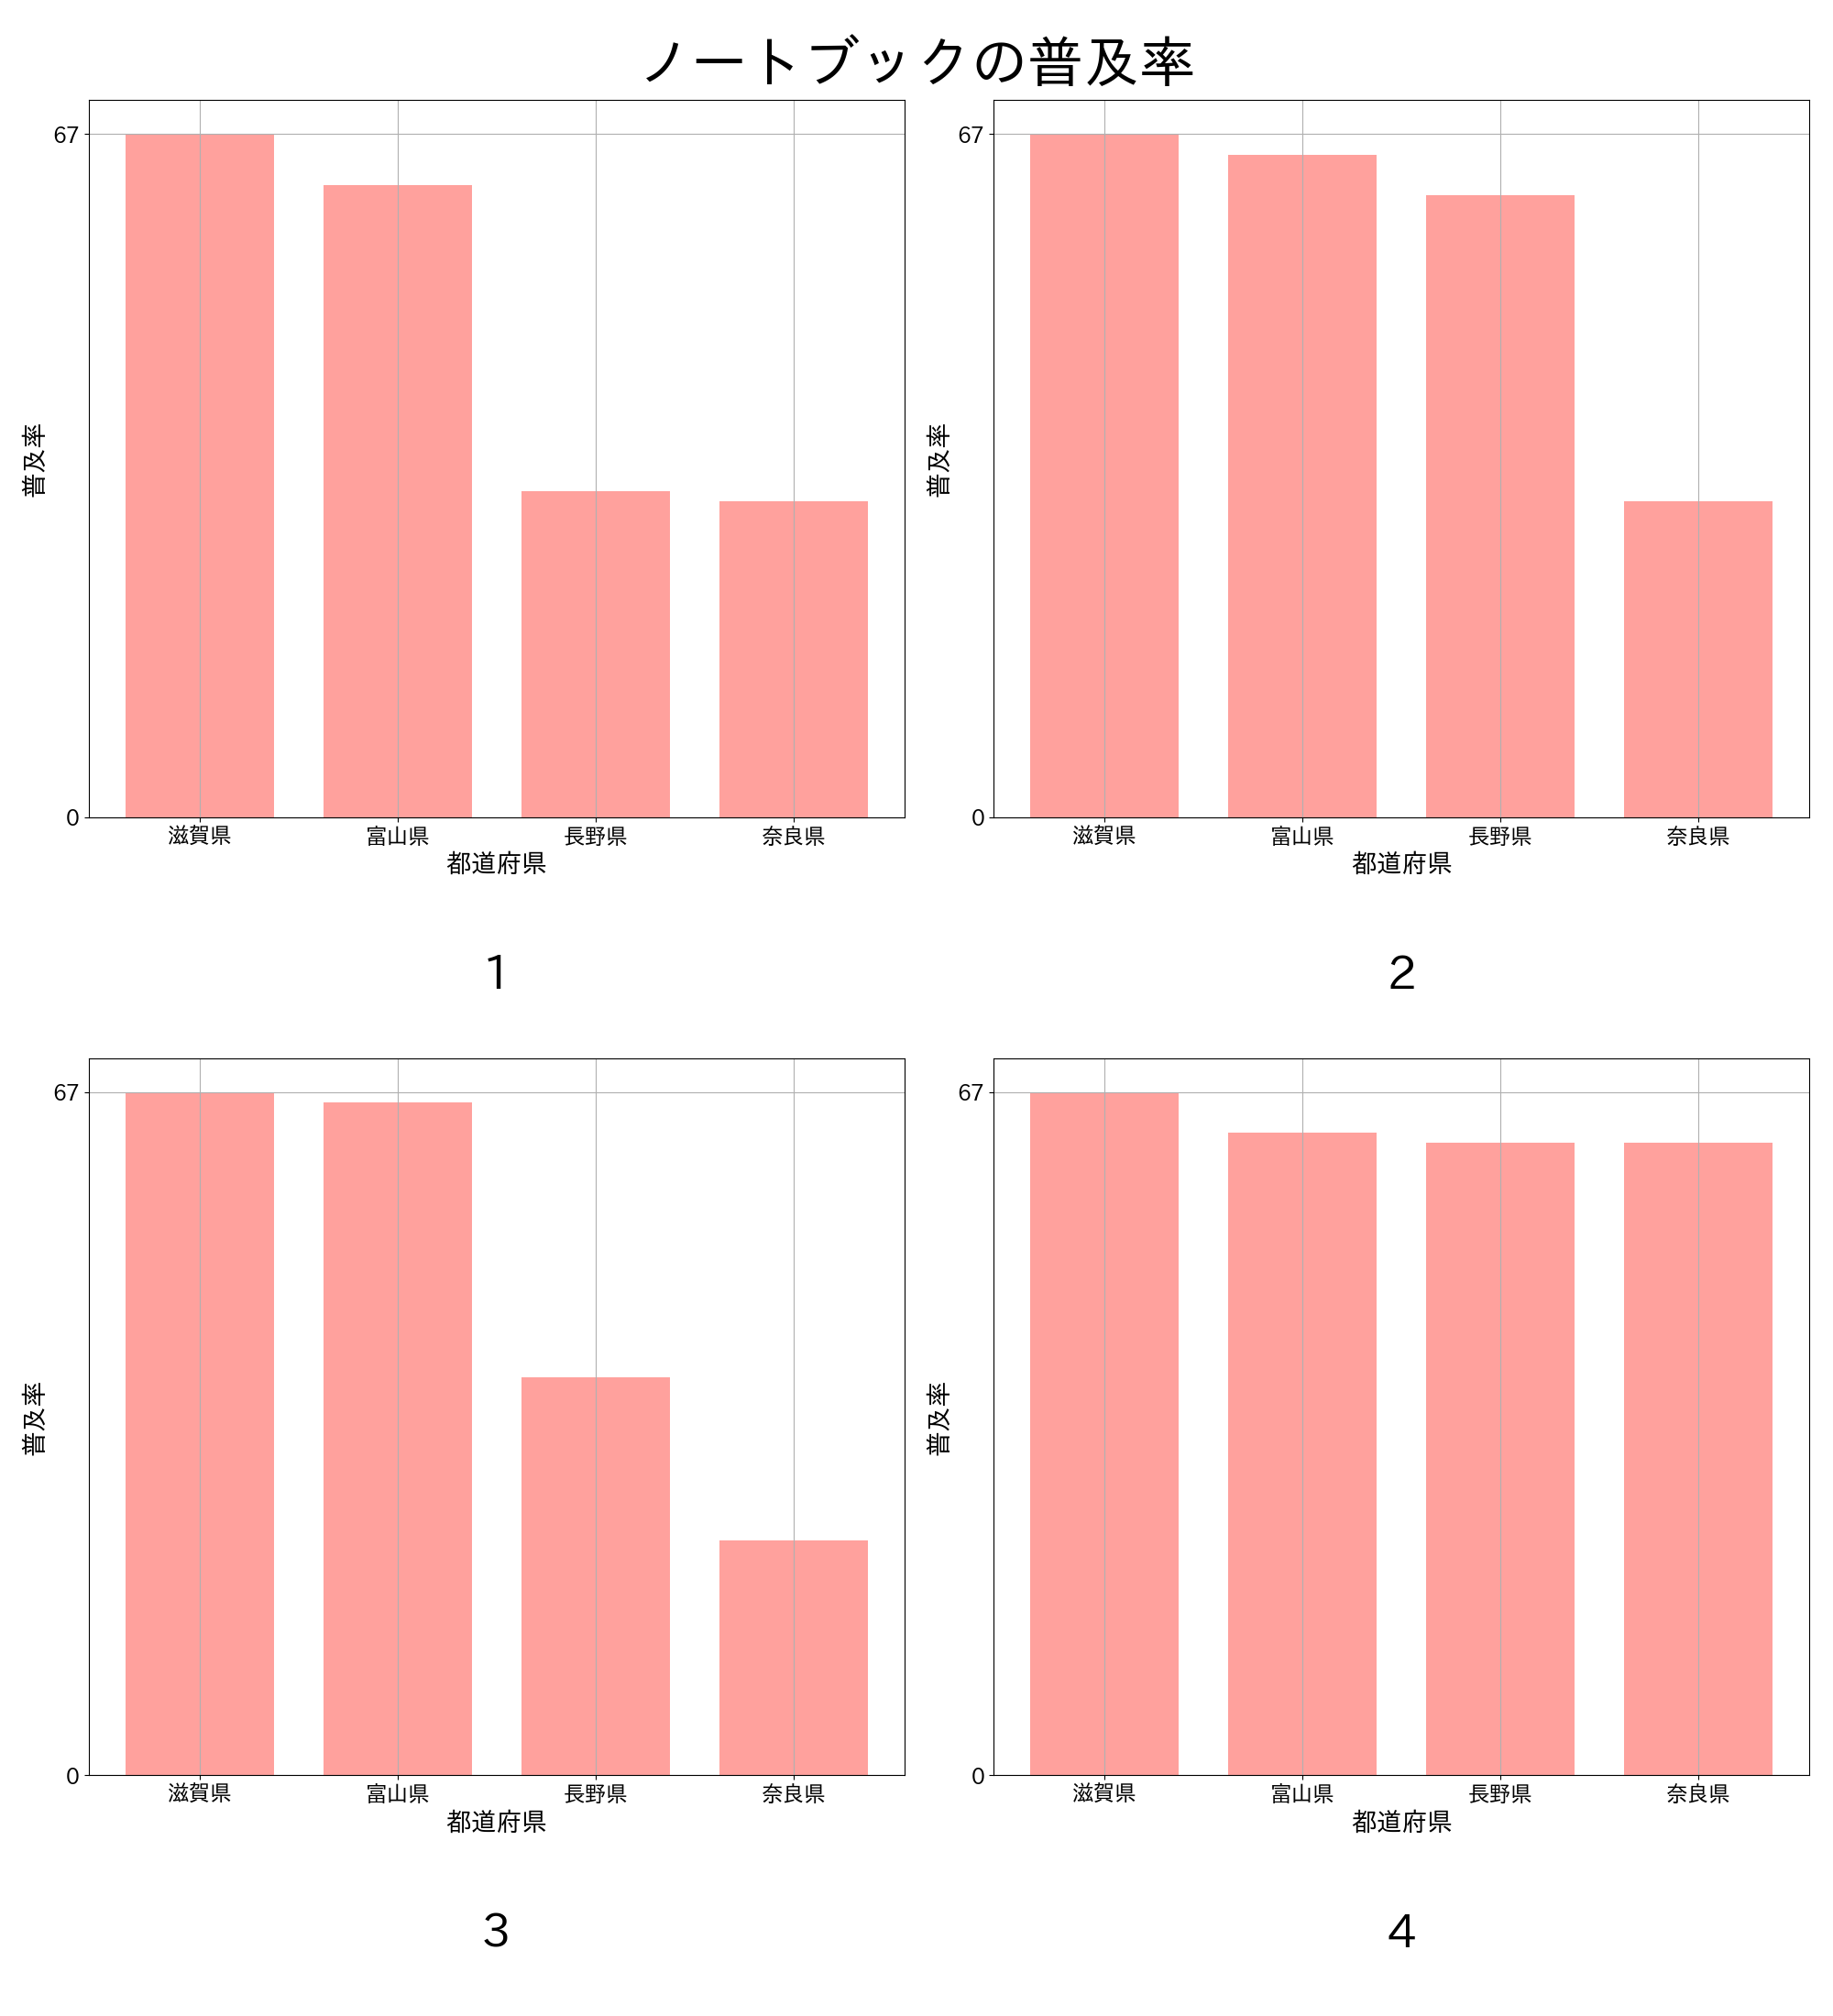 ノートブックの普及率
67
0
普及率
滋賀県 富山県 長野県 奈良県
都道府県
1
67
0
普及率
滋賀県 富山県 長野県 奈良県
都道府県
2
67
0
普及率
滋賀県 富山県 長野県 奈良県
都道府県
3
67
0
普及率
滋賀県 富山県 長野県 奈良県
都道府県
4